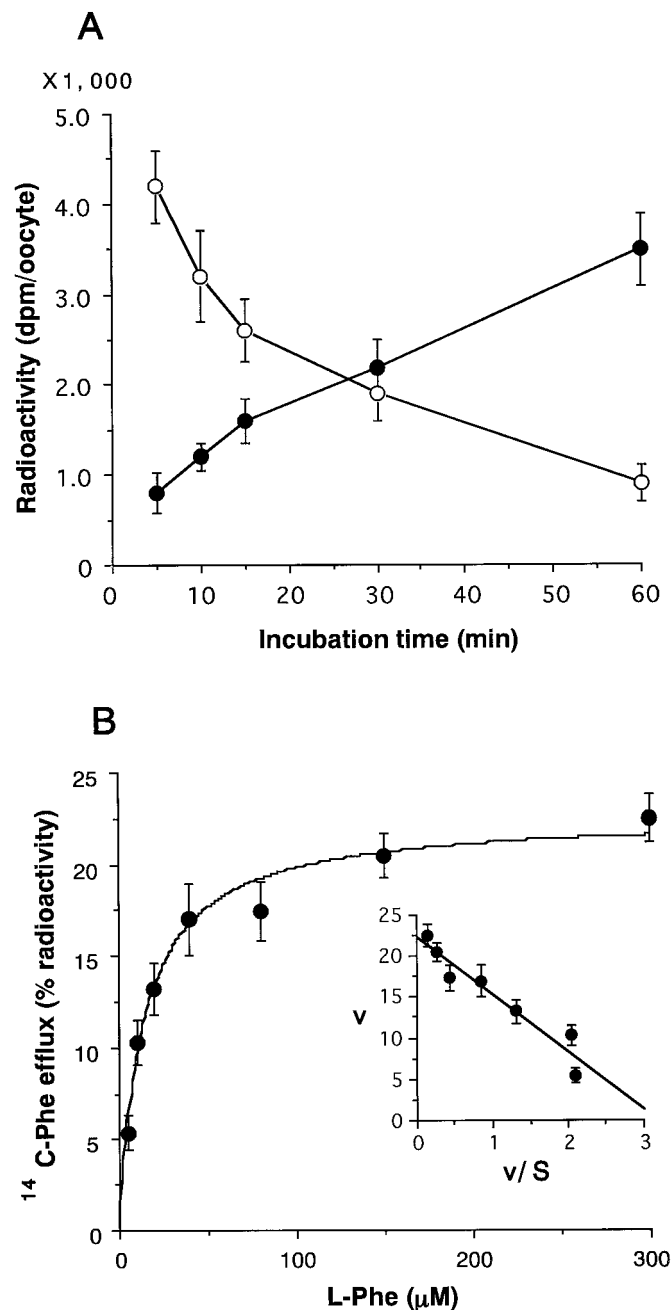 A
X1,000
5.0
4.0
3.0
2.0
1.0
0
Radioactivity (dpm/oocyte)
0 10 20 30 40 50 60
Incubation time (min)
B
25
20
15
10
5
0
14C-Phe efflux (% radioactivity)
0 100 200 300
L-Phe (µM)
25
20
15
10
5
0
v
0 1 2 3
v/S